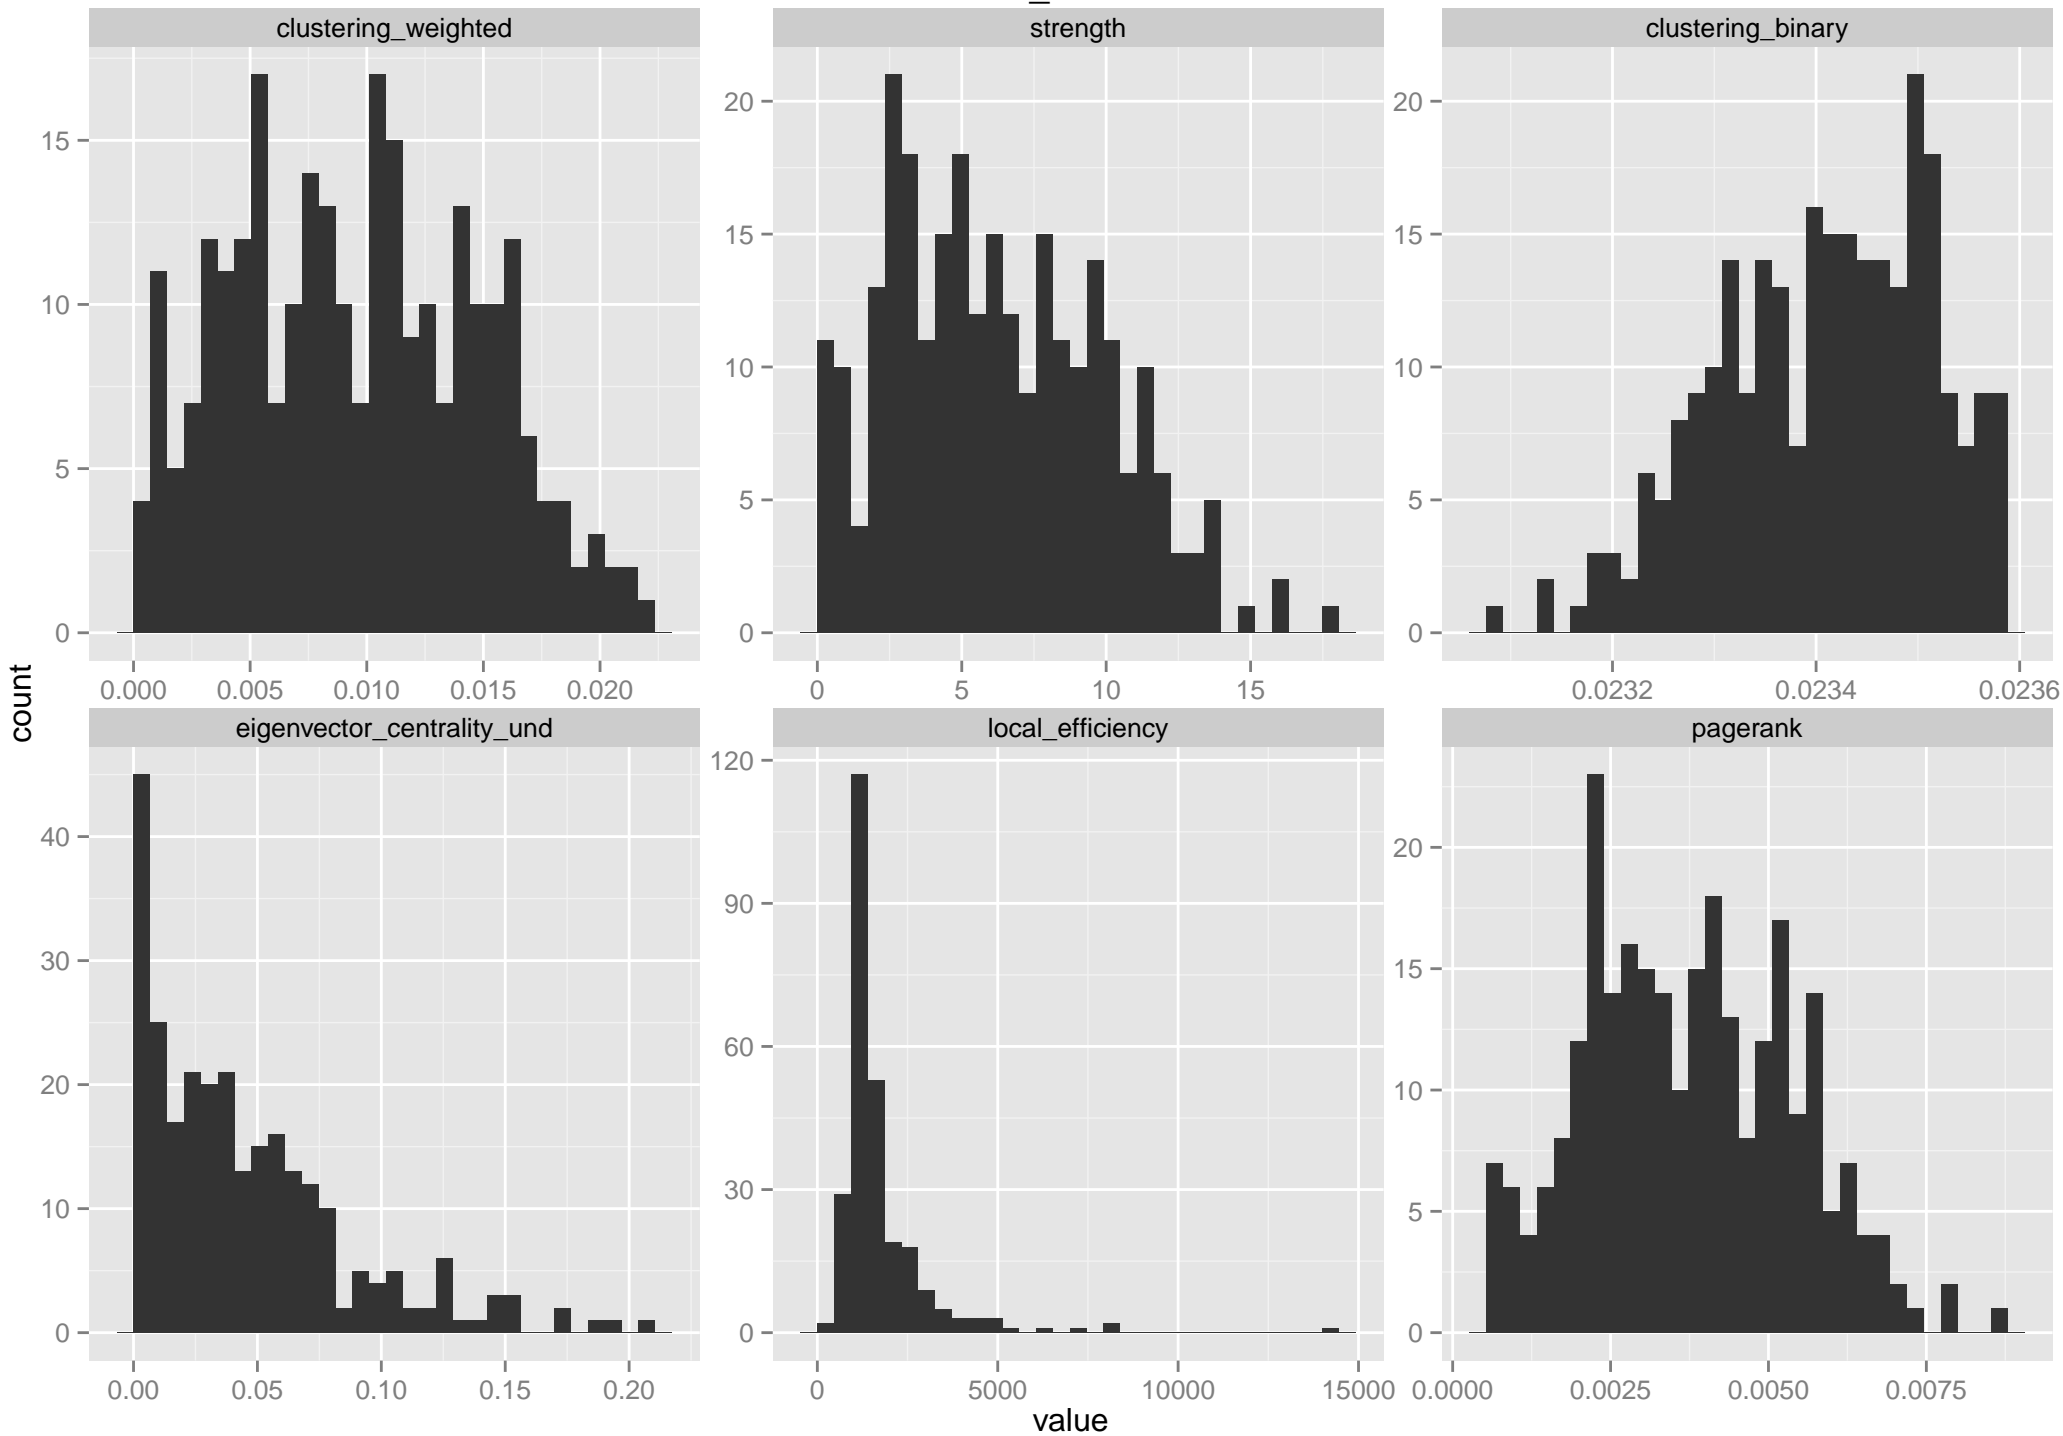 clustering_weighted
strength
clustering_binary
15
10
5
0
0.000 0.005 0.010 0.015 0.020
20
15
10
5
0
0 5 10 15
20
15
10
5
0
0.0232 0.0234 0.0236
count
eigenvector_centrality_und
local_efficiency
pagerank
40
30
20
10
0
0.00 0.05 0.10 0.15 0.20
120
90
60
30
0
0 5000 10000 15000
20
15
10
5
0
0.0000 0.0025 0.0050 0.0075
value